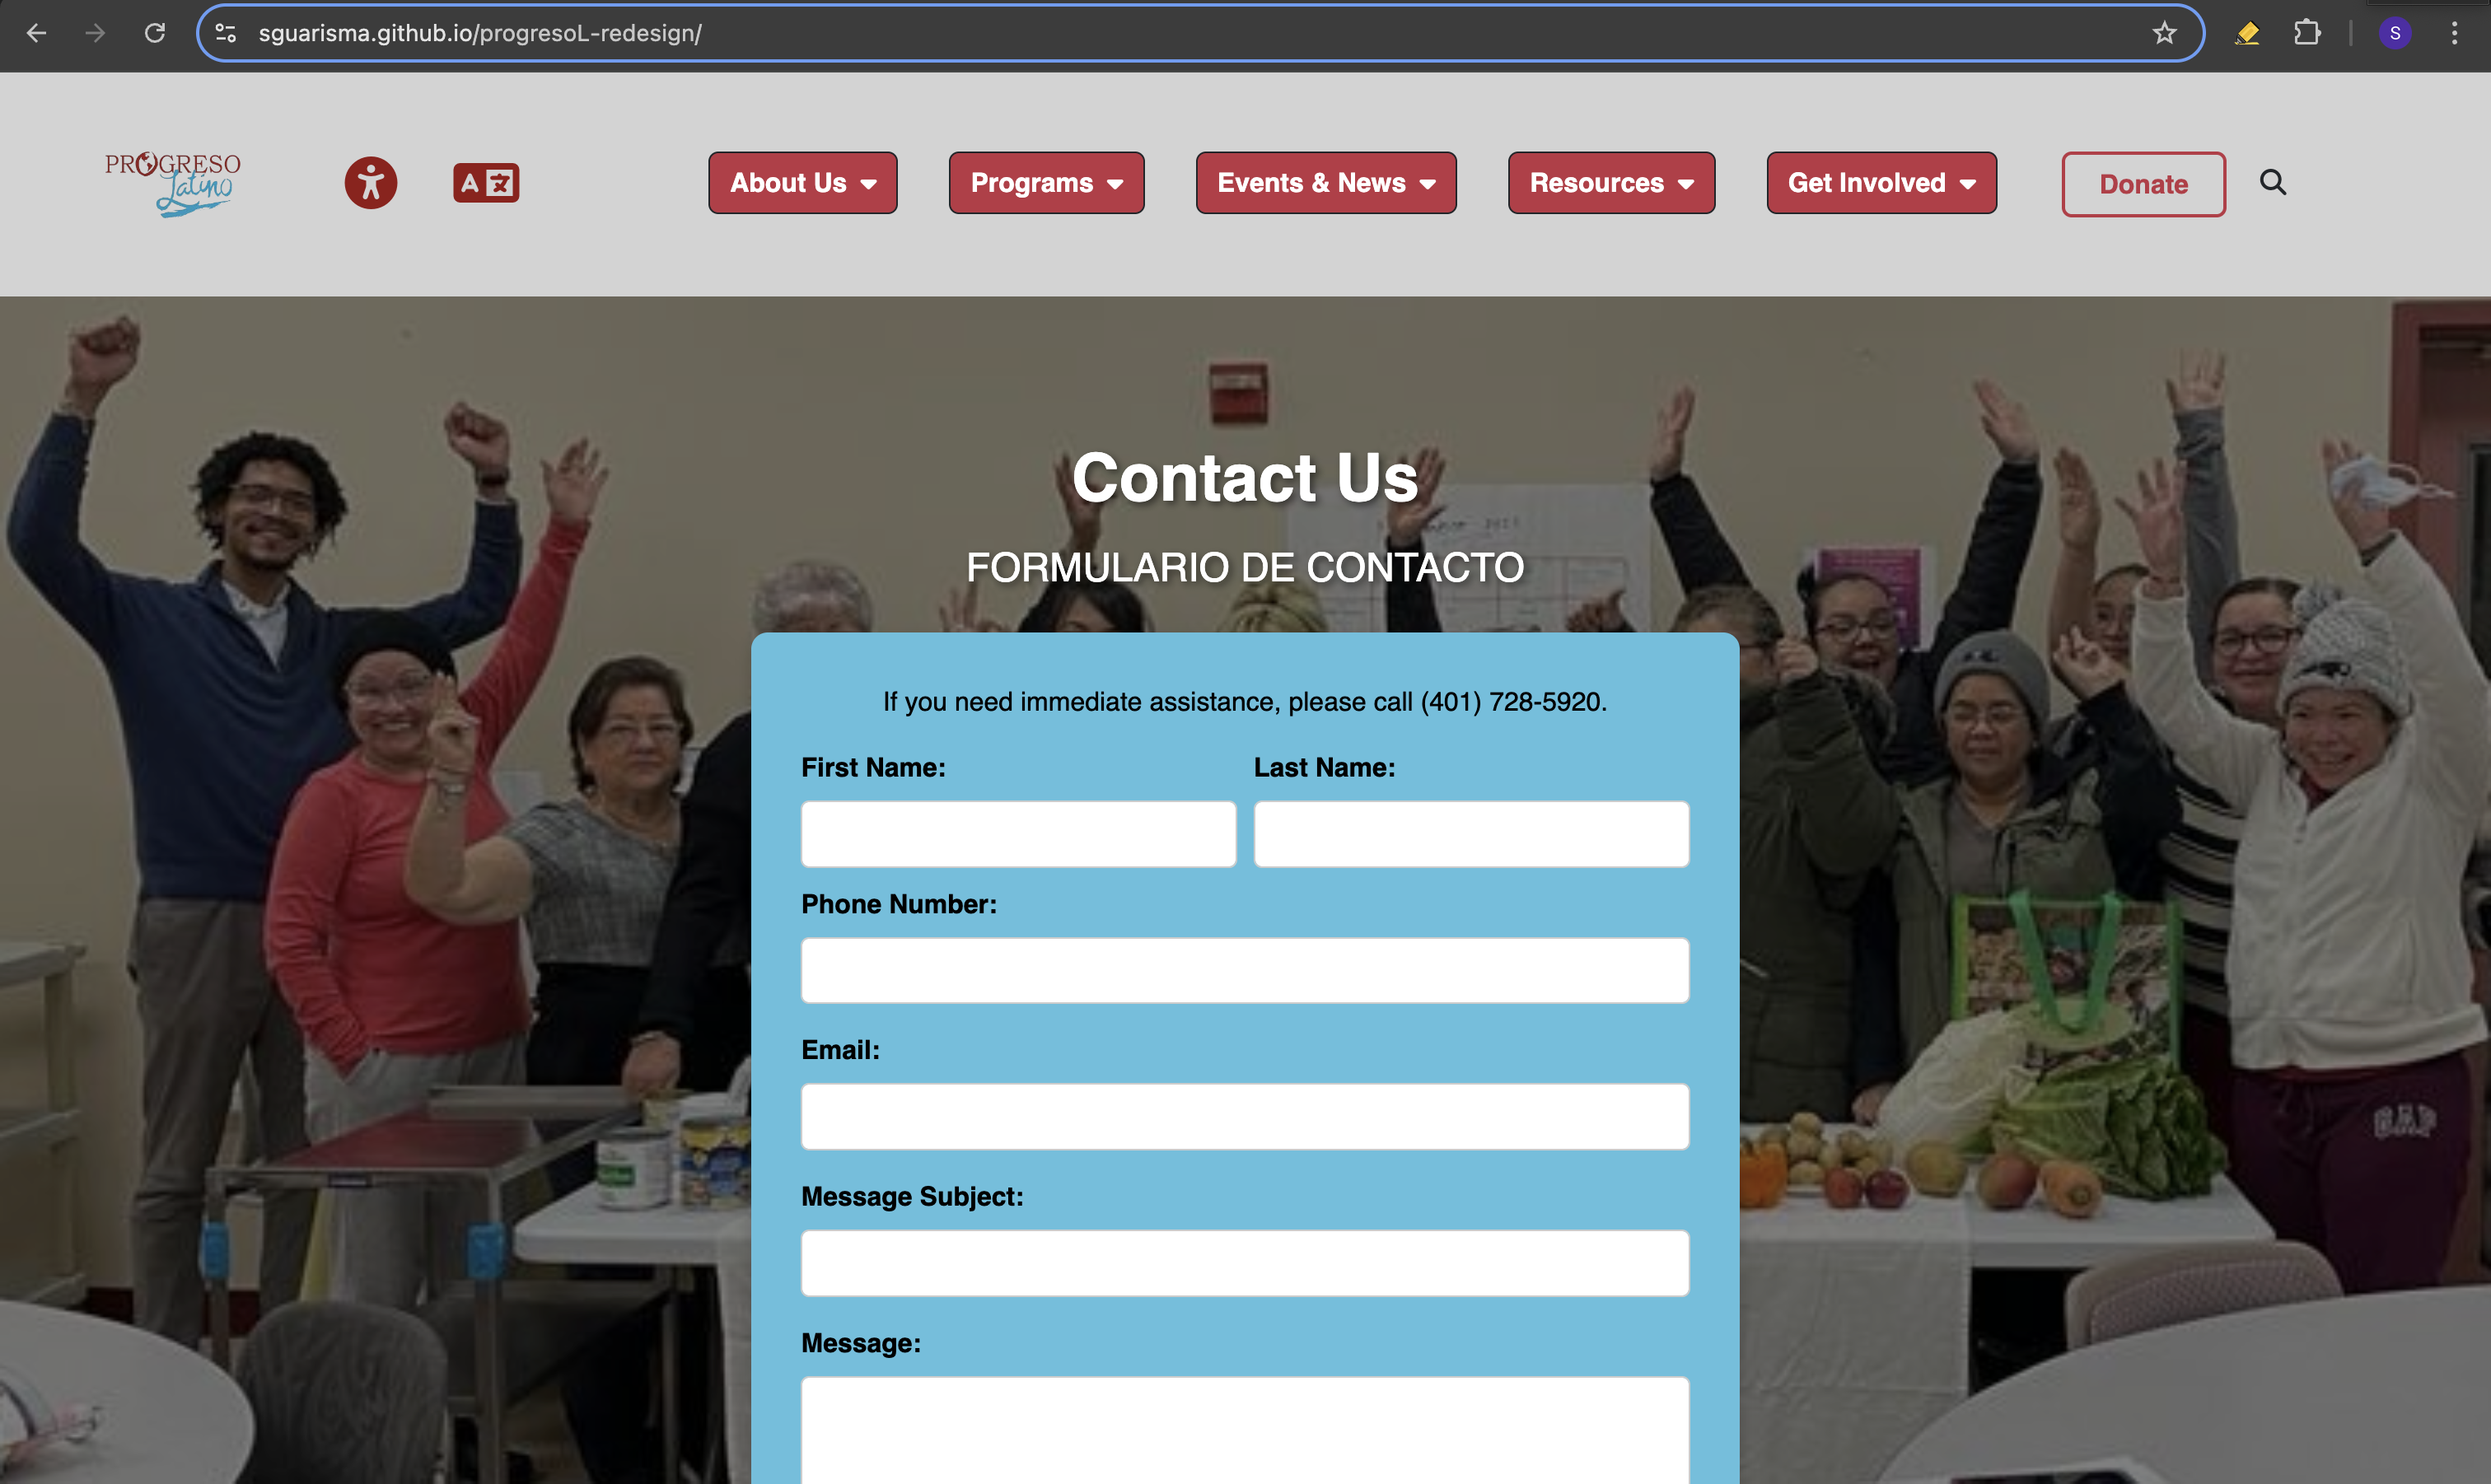 sguarisma.github.io/progresoL-redesign/
S
PROGRESO
Latino
A 文
About Us
Programs
Events & News
Resources
Get Involved
Donate
Contact Us
FORMULARIO DE CONTACTO
If you need immediate assistance, please call (401) 728-5920.
First Name:
Last Name:
Phone Number:
Email:
Message Subject:
Message:
GAP